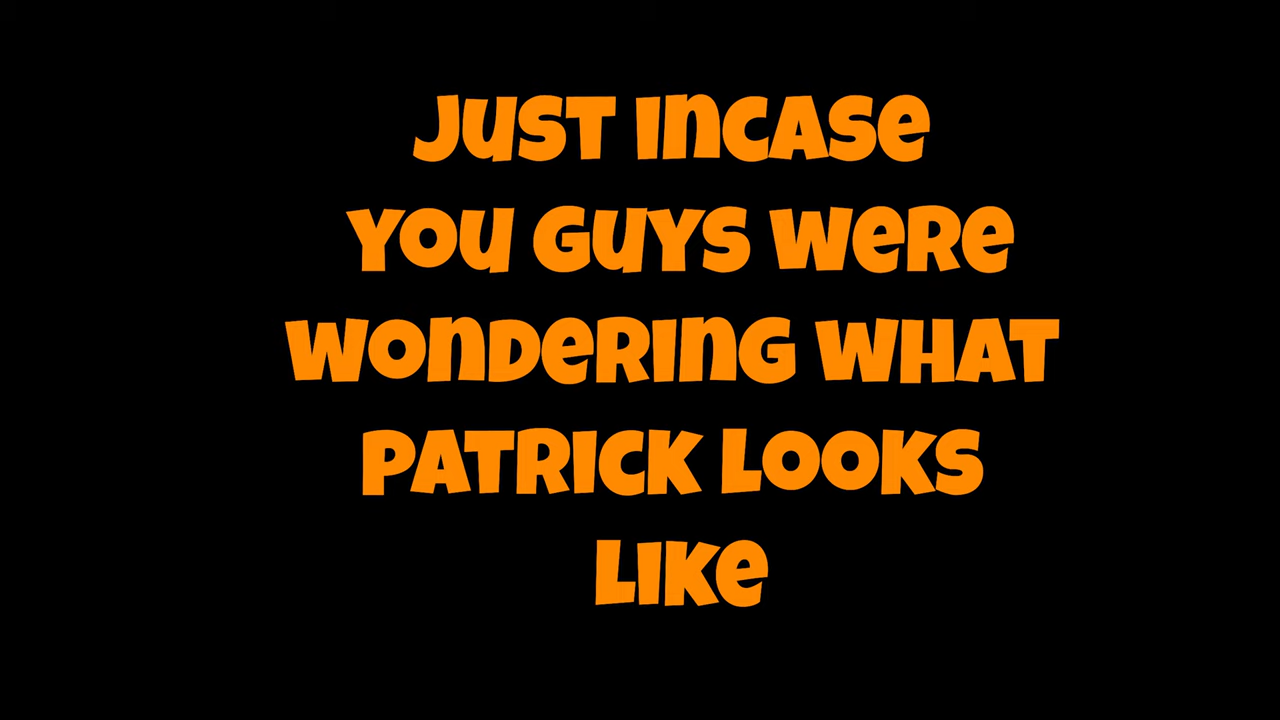 Just incase
you guys were
wondering what
Patrick looks
like